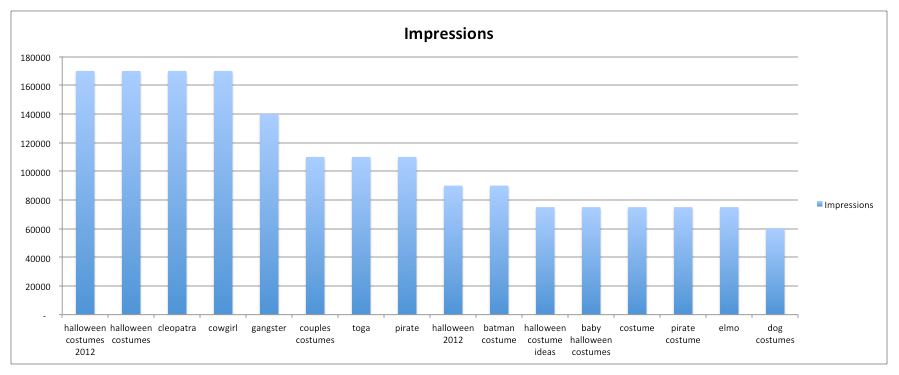 Impressions
180000
160000
140000
120000
100000
80000
60000
40000
20000
-
halloween costumes 2012
halloween costumes
cleopatra
cowgirl
gangster
couples costumes
toga
pirate
halloween 2012
batman costume
halloween costume ideas
baby halloween costumes
costume
pirate costume
elmo
dog costumes
Impressions